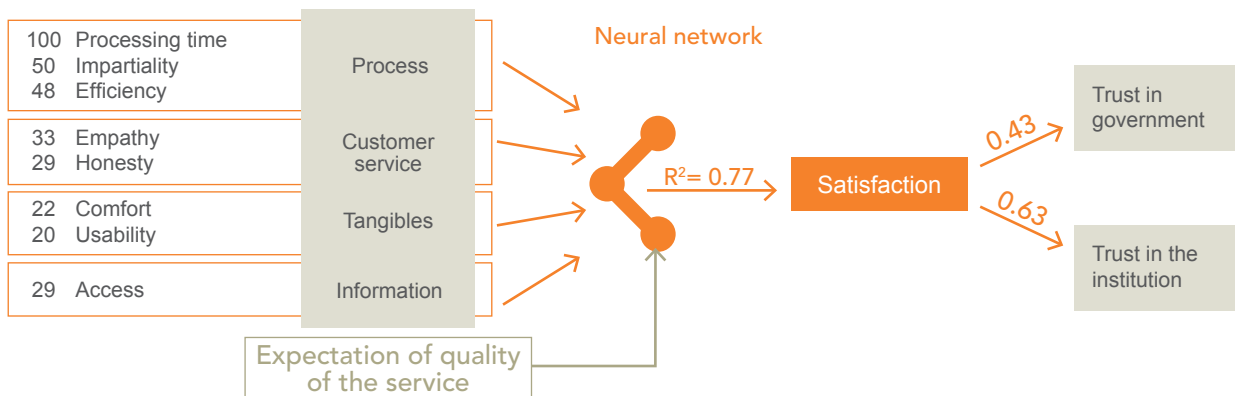 100 Processing time
50 Impartiality
48 Efficiency
Process
33 Empathy
29 Honesty
Customer
service
22 Comfort
20 Usability
Tangibles
29 Access
Information
Expectation of quality
of the service
Neural network
R²= 0.77
Satisfaction
0.43
0.63
Trust in
government
Trust in the
institution